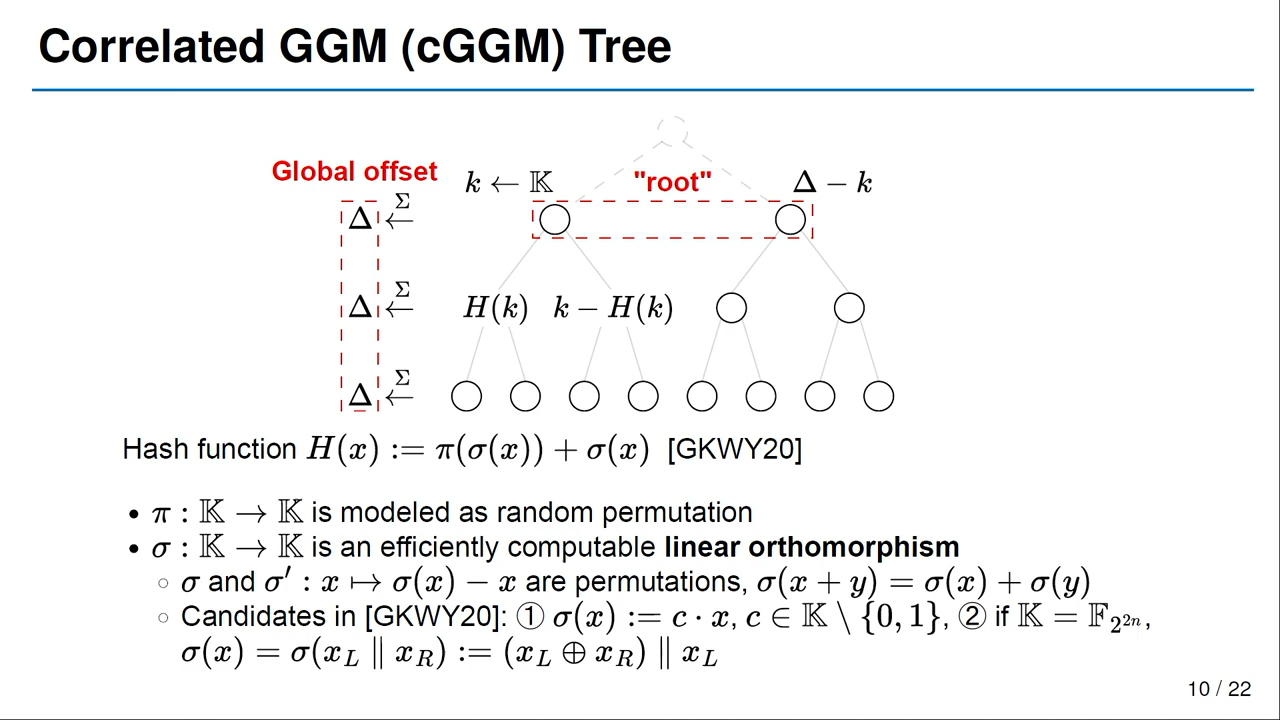 Correlated GGM (cGGM) Tree
Global offset
k ← 𝕂
"root"
Δ − k
Δ ←Σ
Δ ←Σ
H(k) k − H(k)
Δ ←Σ
Hash function H(x) := π(σ(x)) + σ(x) [GKWY20]
• π : 𝕂 → 𝕂 is modeled as random permutation
• σ : 𝕂 → 𝕂 is an efficiently computable linear orthomorphism
○ σ and σ′ : x ↦ σ(x) − x are permutations, σ(x + y) = σ(x) + σ(y)
○ Candidates in [GKWY20]: ① σ(x) := c · x, c ∈ 𝕂 \ {0, 1}, ② if 𝕂 = 𝔽_{2^{2n}},
σ(x) = σ(x_L ∥ x_R) := (x_L ⊕ x_R) ∥ x_L
10 / 22